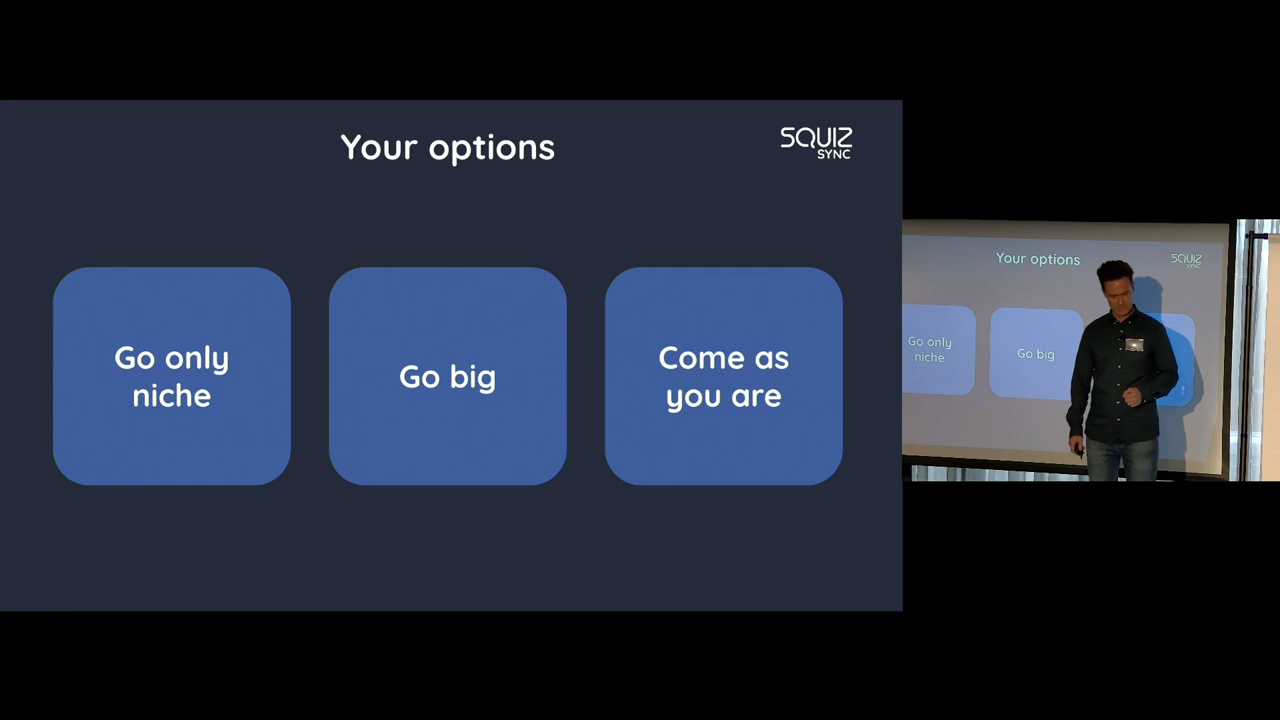 Your options
SQUIZ
SYNC
Go only
niche
Go big
Come as
you are
Your options
SQUIZ
SYNC
Go only
niche
Go big